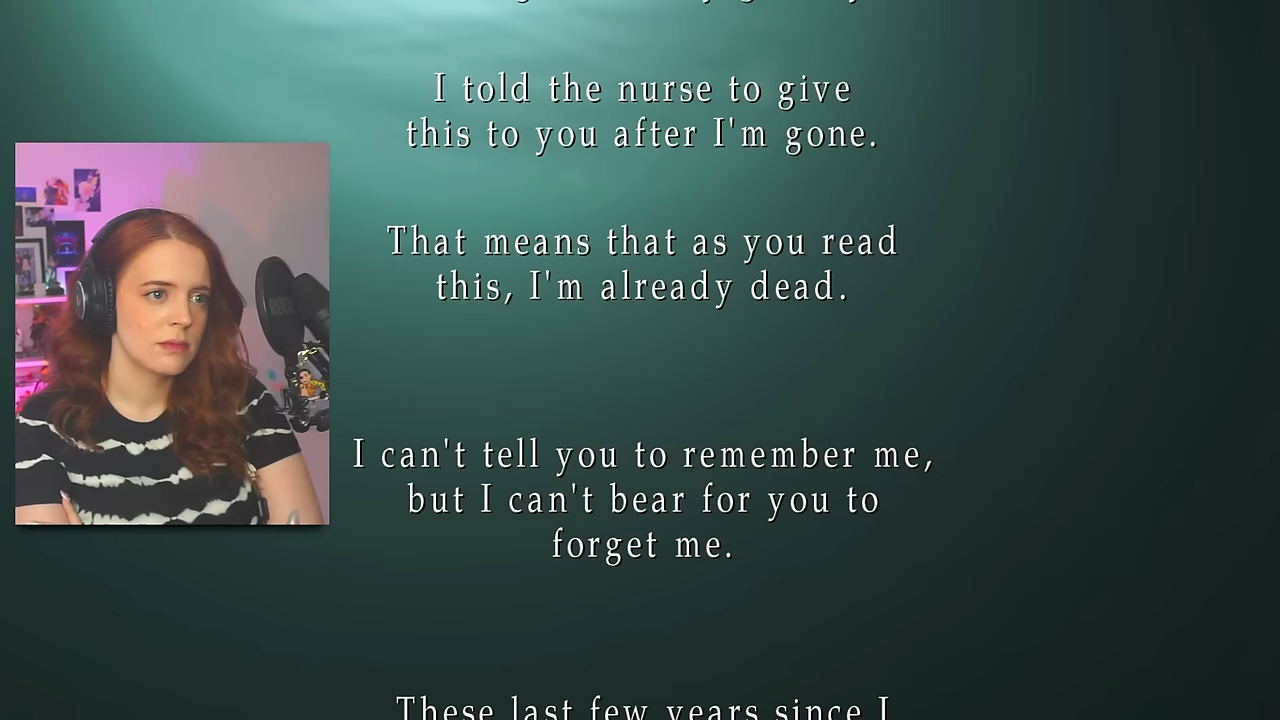 I told the nurse to give
this to you after I'm gone.
That means that as you read
this, I'm already dead.
I can't tell you to remember me,
but I can't bear for you to
forget me.
These last few years since I